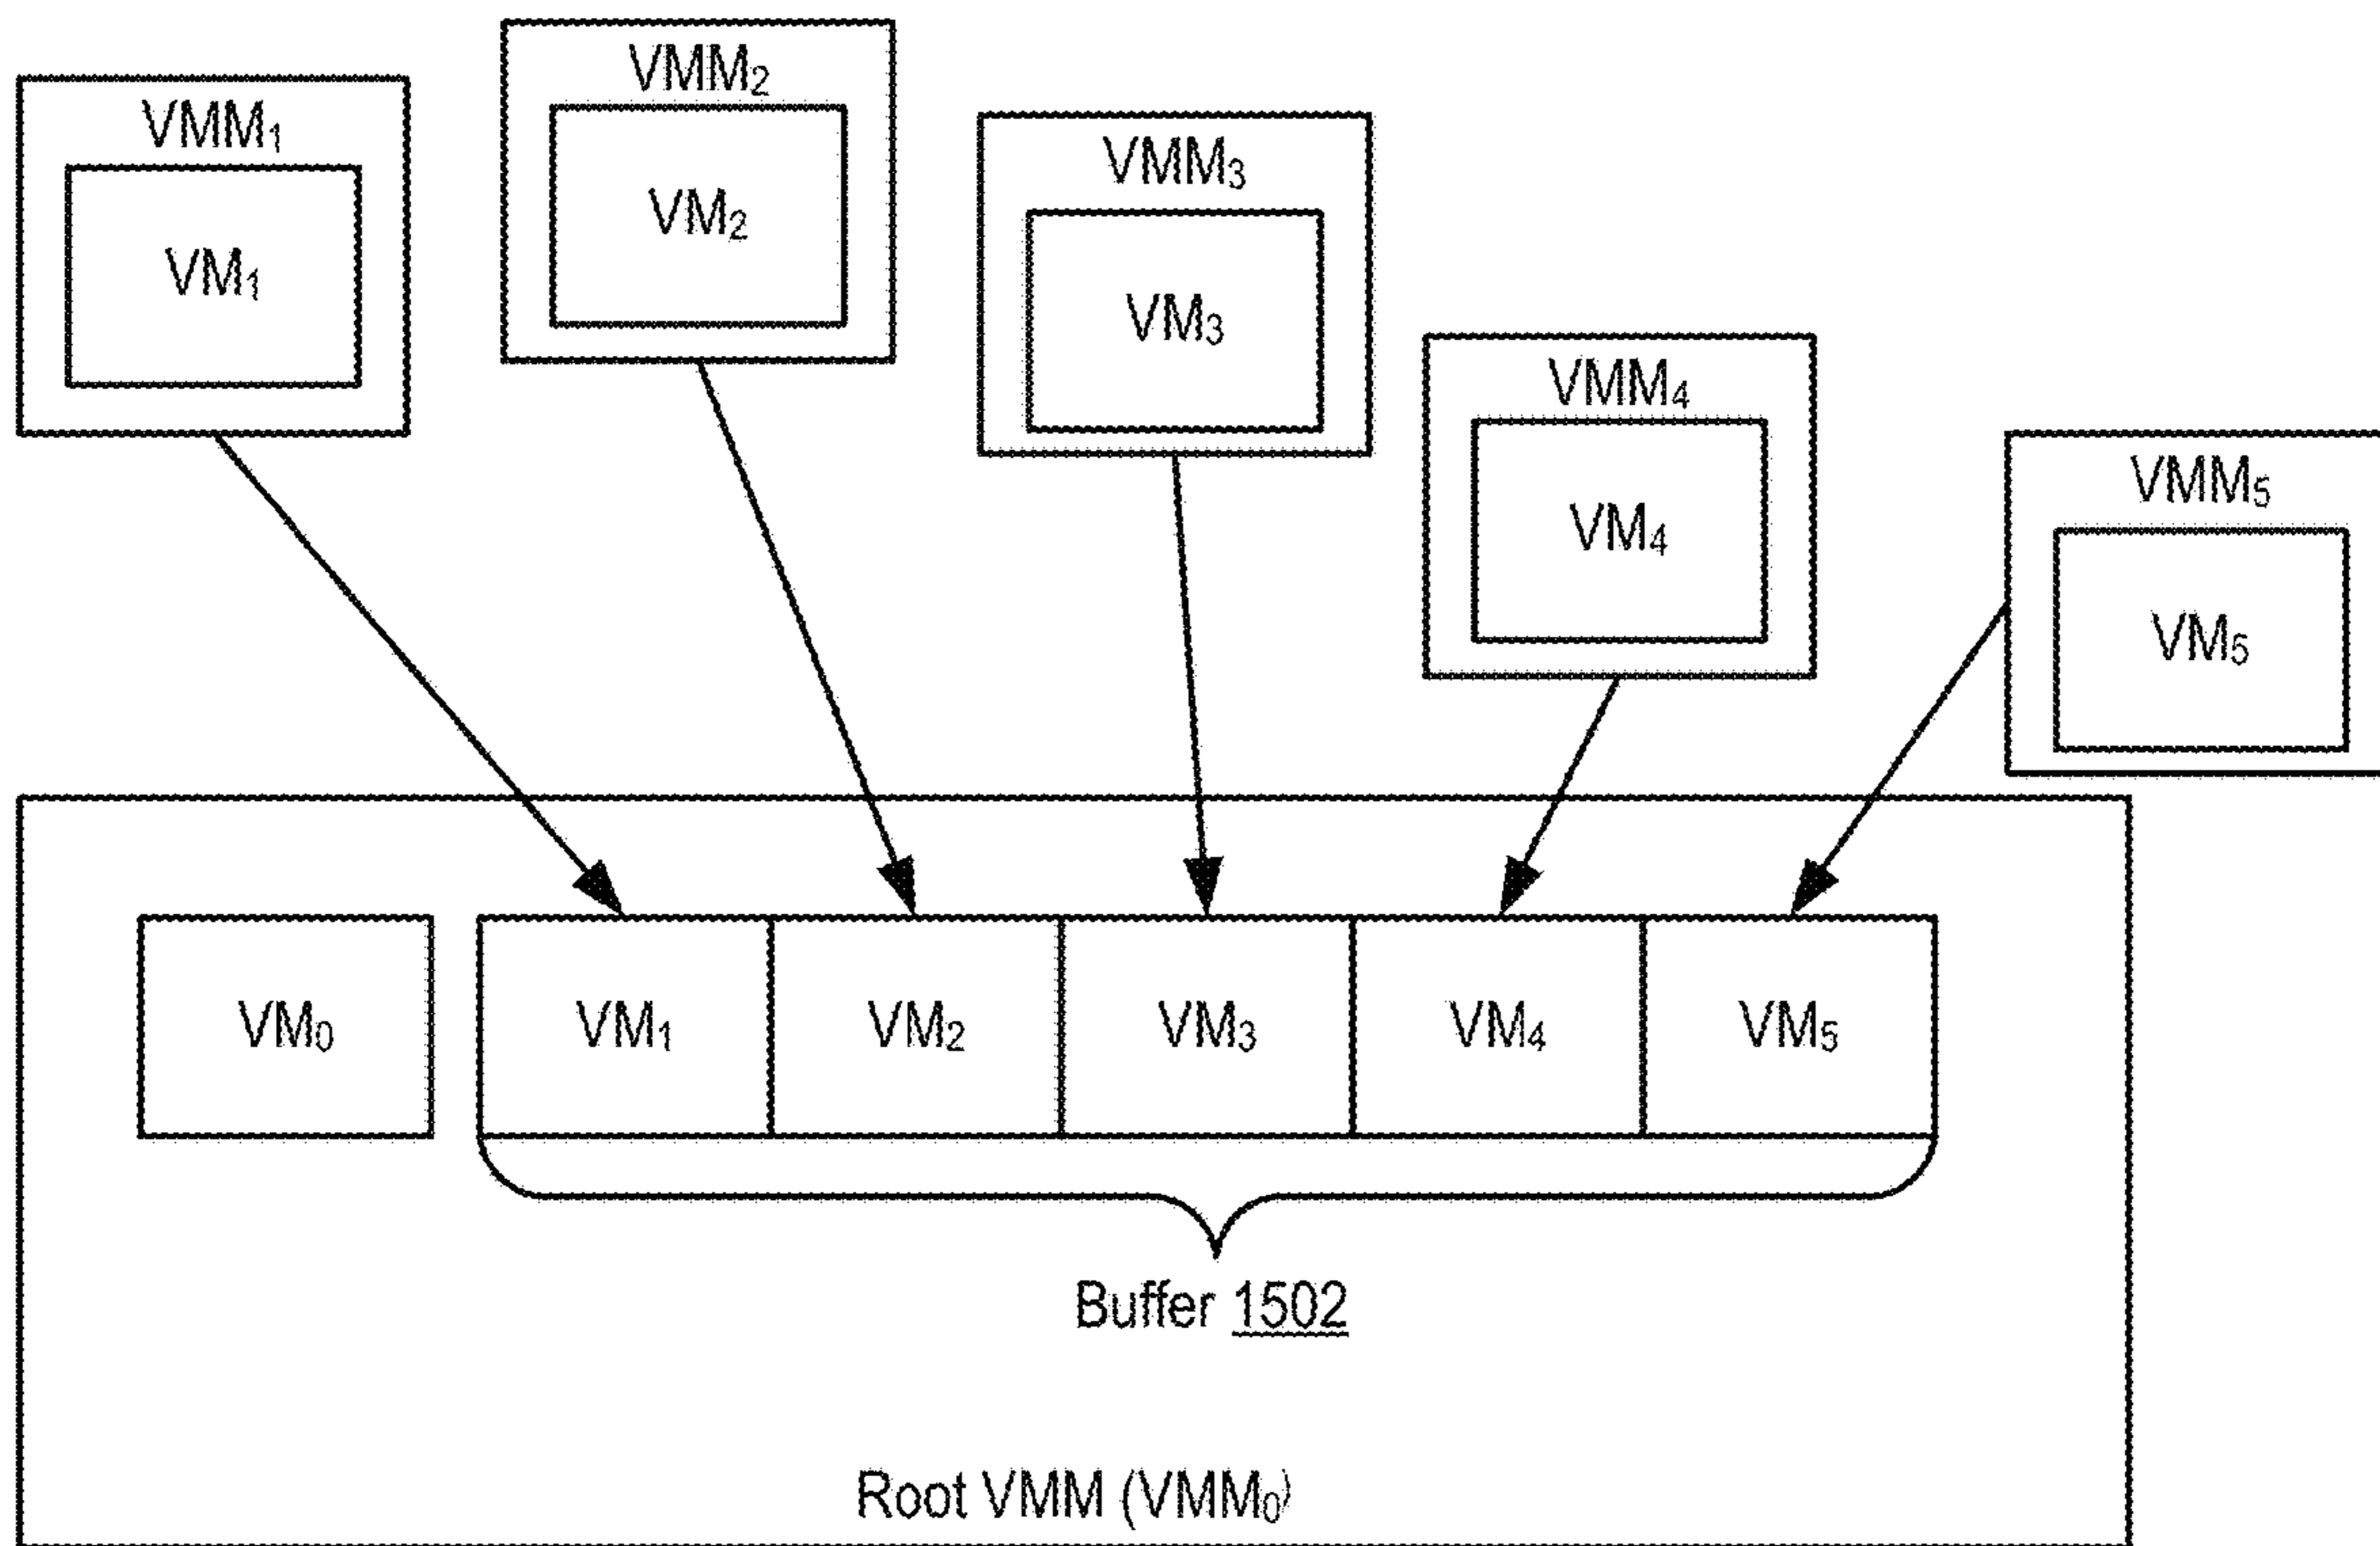 VMM₁
VM₁
VMM₂
VM₂
VMM₃
VM₃
VMM₄
VM₄
VMM₅
VM₅
VM₀
VM₁
VM₂
VM₃
VM₄
VM₅
Buffer 1502
Root VMM (VMM₀)